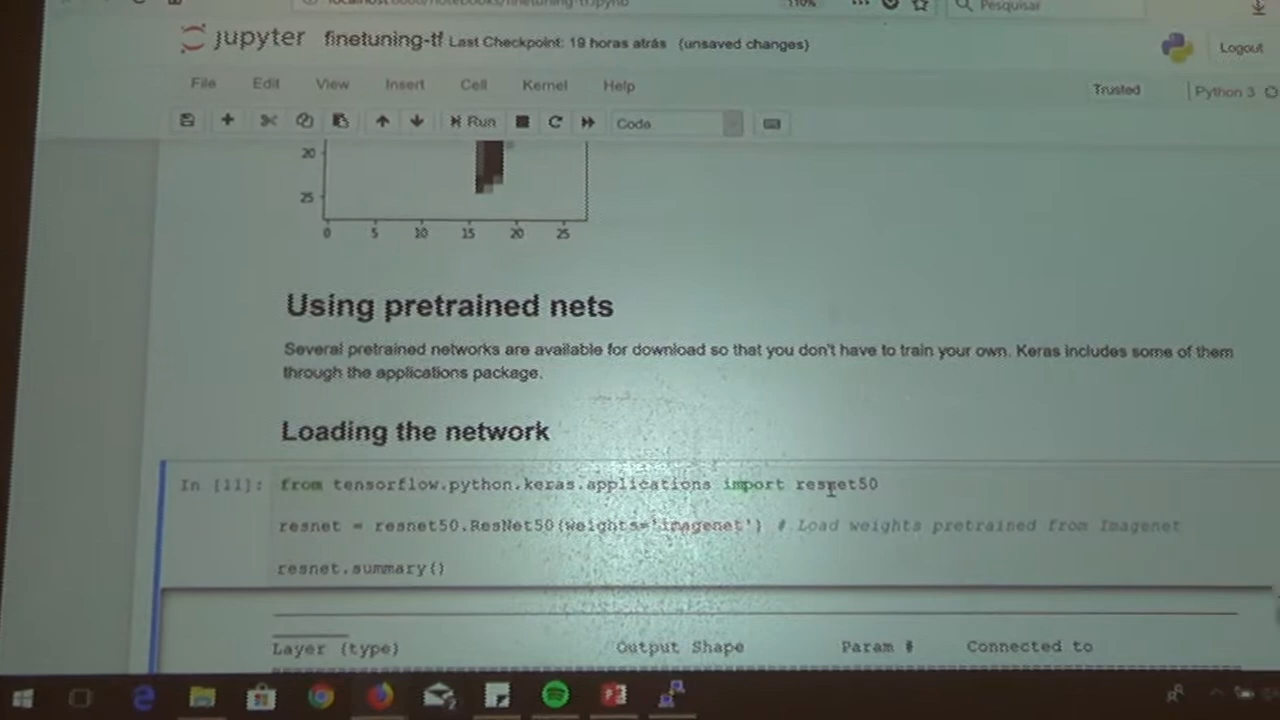 110%
Pesquisar
jupyter finetuning-tf Last Checkpoint: 19 horas atrás (unsaved changes)
Logout
File Edit View Insert Cell Kernel Help
Trusted
Python 3
Run
Code
20
25
0 5 10 15 20 25
Using pretrained nets
Several pretrained networks are available for download so that you don't have to train your own. Keras includes some of them
through the applications package.
Loading the network
In [11]: from tensorflow.python.keras.applications import resnet50
resnet = resnet50.ResNet50(weights='imagenet') # Load weights pretrained from Imagenet
resnet.summary()
Layer (type) Output Shape Param # Connected to